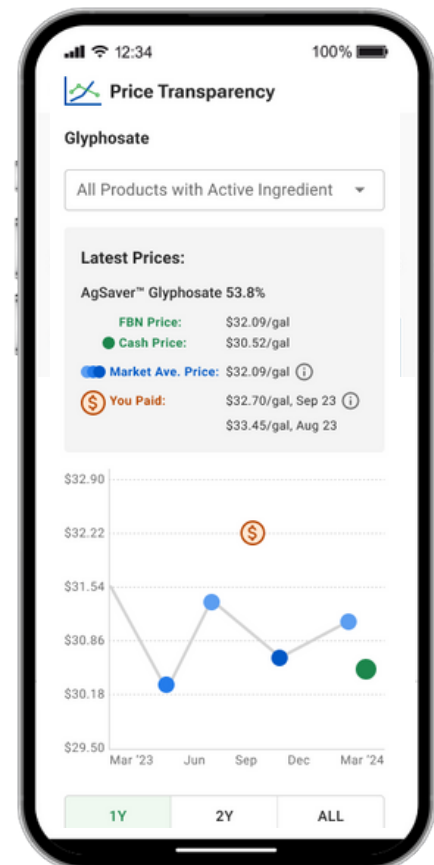 12:34 100%
Price Transparency
Glyphosate
All Products with Active Ingredient
Latest Prices:
AgSaver™ Glyphosate 53.8%
FBN Price: $32.09/gal
Cash Price: $30.52/gal
Market Ave. Price: $32.09/gal
$ You Paid: $32.70/gal, Sep 23
$33.45/gal, Aug 23
$32.90
$32.22
$
$31.54
$30.86
$30.18
$29.50
Mar '23 Jun Sep Dec Mar '24
1Y 2Y ALL